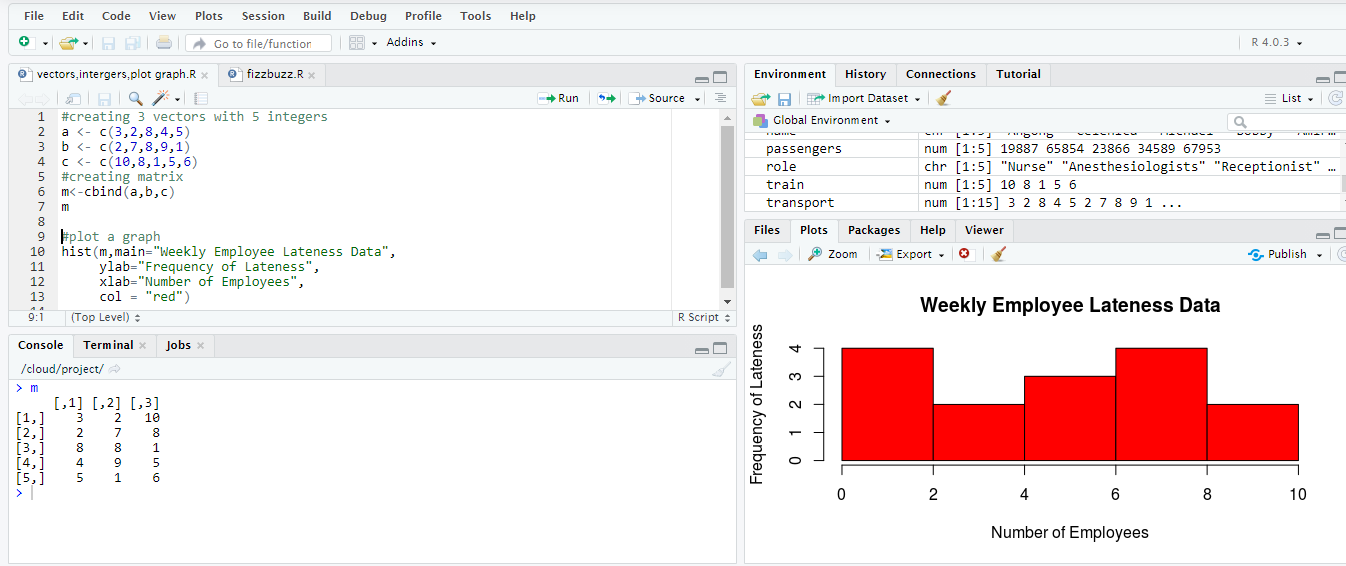 File Edit Code View Plots Session Build Debug Profile Tools Help
Go to file/function Addins R 4.0.3
vectors,intergers,plot graph.R fizzbuzz.R
Run Source
1 #creating 3 vectors with 5 integers
2 a <- c(3,2,8,4,5)
3 b <- c(2,7,8,9,1)
4 c <- c(10,8,1,5,6)
5 #creating matrix
6 m<-cbind(a,b,c)
7 m
8
9 #plot a graph
10 hist(m,main="Weekly Employee Lateness Data",
11 ylab="Frequency of Lateness",
12 xlab="Number of Employees",
13 col = "red")
9:1 (Top Level) R Script
Console Terminal Jobs
/cloud/project/
> m
[,1] [,2] [,3]
[1,] 3 2 10
[2,] 2 7 8
[3,] 8 8 1
[4,] 4 9 5
[5,] 5 1 6
>
Environment History Connections Tutorial
Import Dataset List
Global Environment
passengers num [1:5] 19887 65854 23866 34589 67953
role chr [1:5] "Nurse" "Anesthesiologists" "Receptionist" …
train num [1:5] 10 8 1 5 6
transport num [1:15] 3 2 8 4 5 2 7 8 9 1 ...
Files Plots Packages Help Viewer
Zoom Export Publish
Weekly Employee Lateness Data
Frequency of Lateness
4
3
2
1
0
0 2 4 6 8 10
Number of Employees